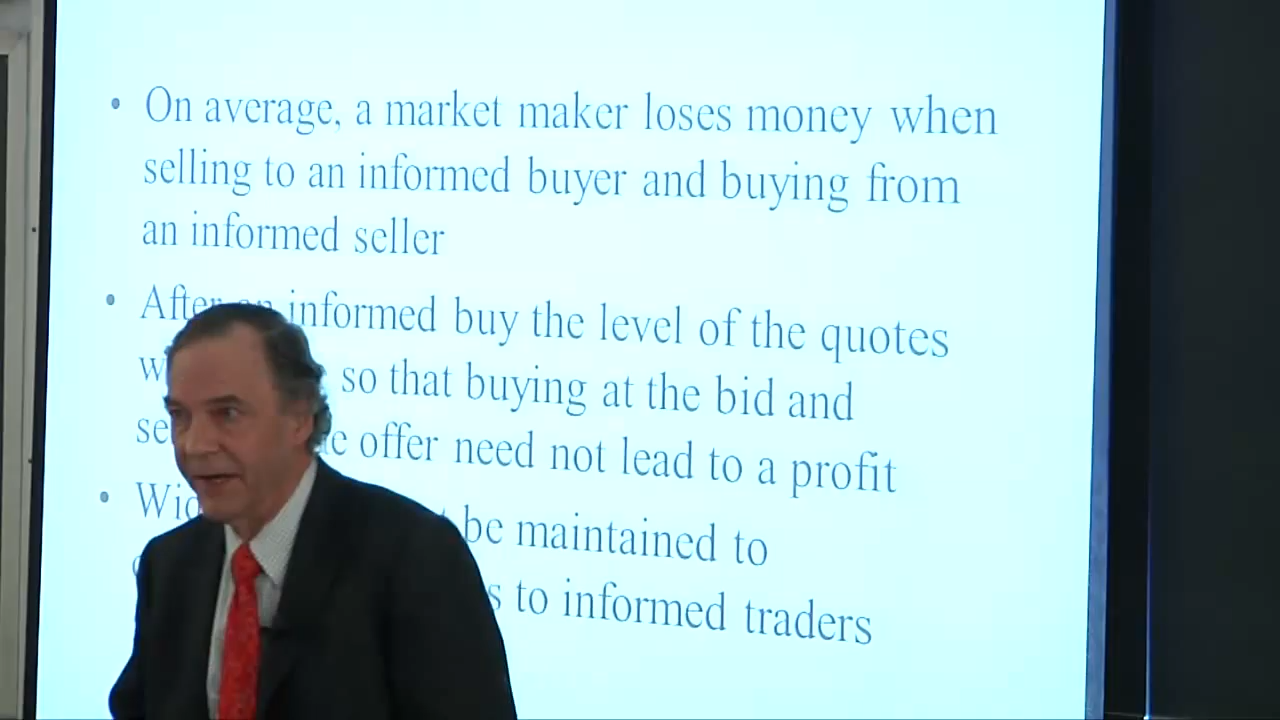 • On average, a market maker loses money when
selling to an informed buyer and buying from
an informed seller
• After an informed buy the level of the quotes
so that buying at the bid and
offer need not lead to a profit
• be maintained to
to informed traders